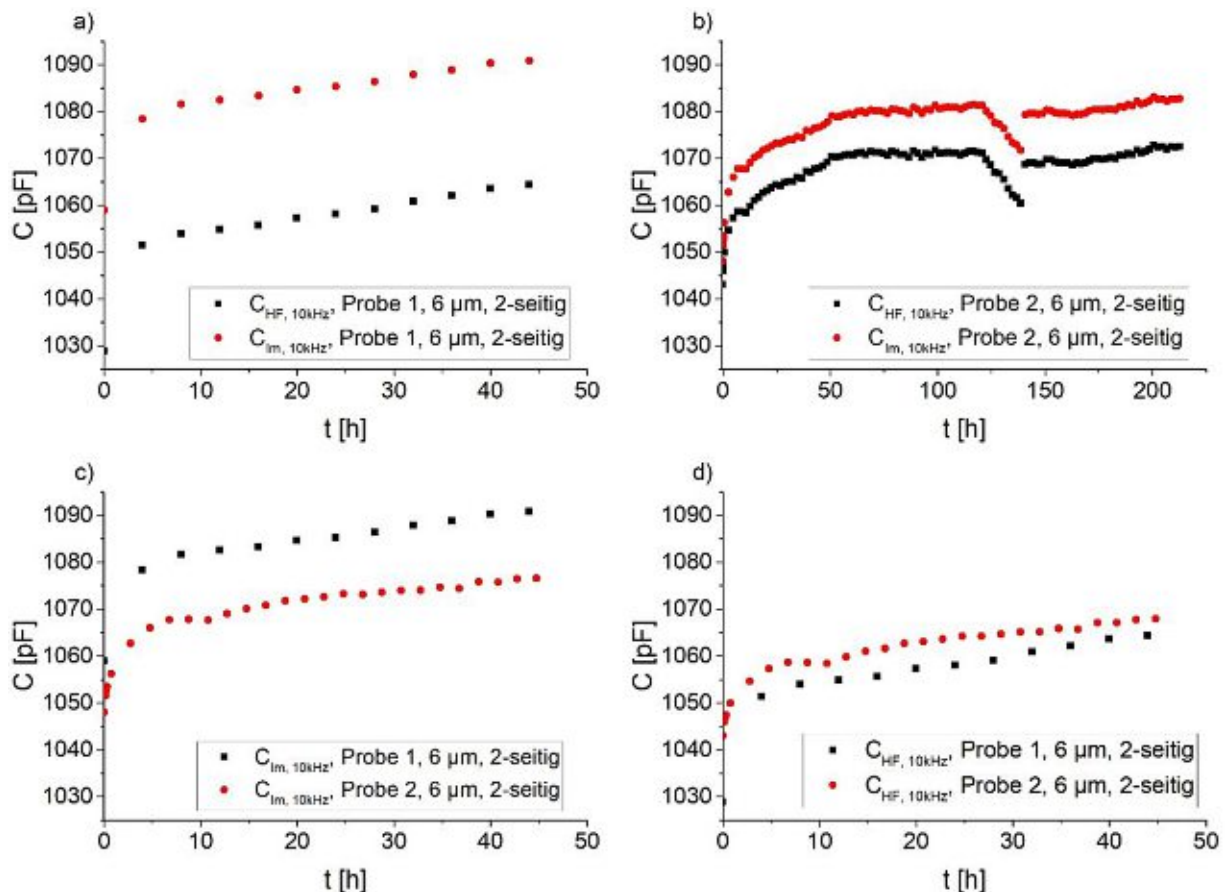 a)
C [pF]
1090
1080
1070
1060
1050
1040
1030
C_HF, 10kHz, Probe 1, 6 µm, 2-seitig
C_Im, 10kHz, Probe 1, 6 µm, 2-seitig
0 10 20 30 40 50
t [h]
b)
C [pF]
1090
1080
1070
1060
1050
1040
1030
C_HF, 10kHz, Probe 2, 6 µm, 2-seitig
C_Im, 10kHz, Probe 2, 6 µm, 2-seitig
0 50 100 150 200
t [h]
c)
C [pF]
1090
1080
1070
1060
1050
1040
1030
C_Im, 10kHz, Probe 1, 6 µm, 2-seitig
C_Im, 10kHz, Probe 2, 6 µm, 2-seitig
0 10 20 30 40 50
t [h]
d)
C [pF]
1090
1080
1070
1060
1050
1040
1030
C_HF, 10kHz, Probe 1, 6 µm, 2-seitig
C_HF, 10kHz, Probe 2, 6 µm, 2-seitig
0 10 20 30 40 50
t [h]